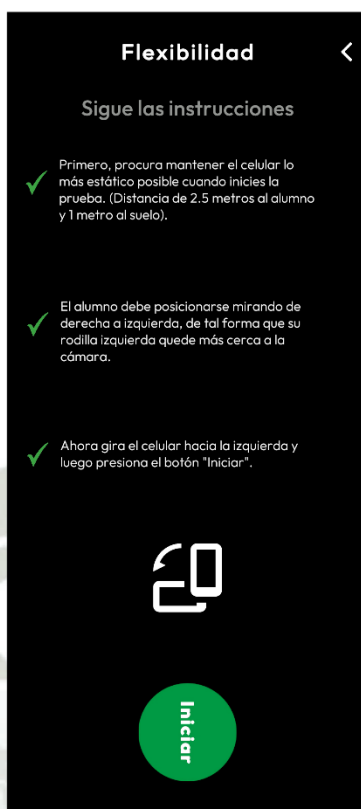 Flexibilidad
Sigue las instrucciones
Primero, procura mantener el celular lo
más estático posible cuando inicies la
prueba. (Distancia de 2.5 metros al alumno
y 1 metro al suelo).
El alumno debe posicionarse mirando de
derecha a izquierda, de tal forma que su
rodilla izquierda quede más cerca a la
cámara.
Ahora gira el celular hacia la izquierda y
luego presiona el botón "Iniciar".
Iniciar